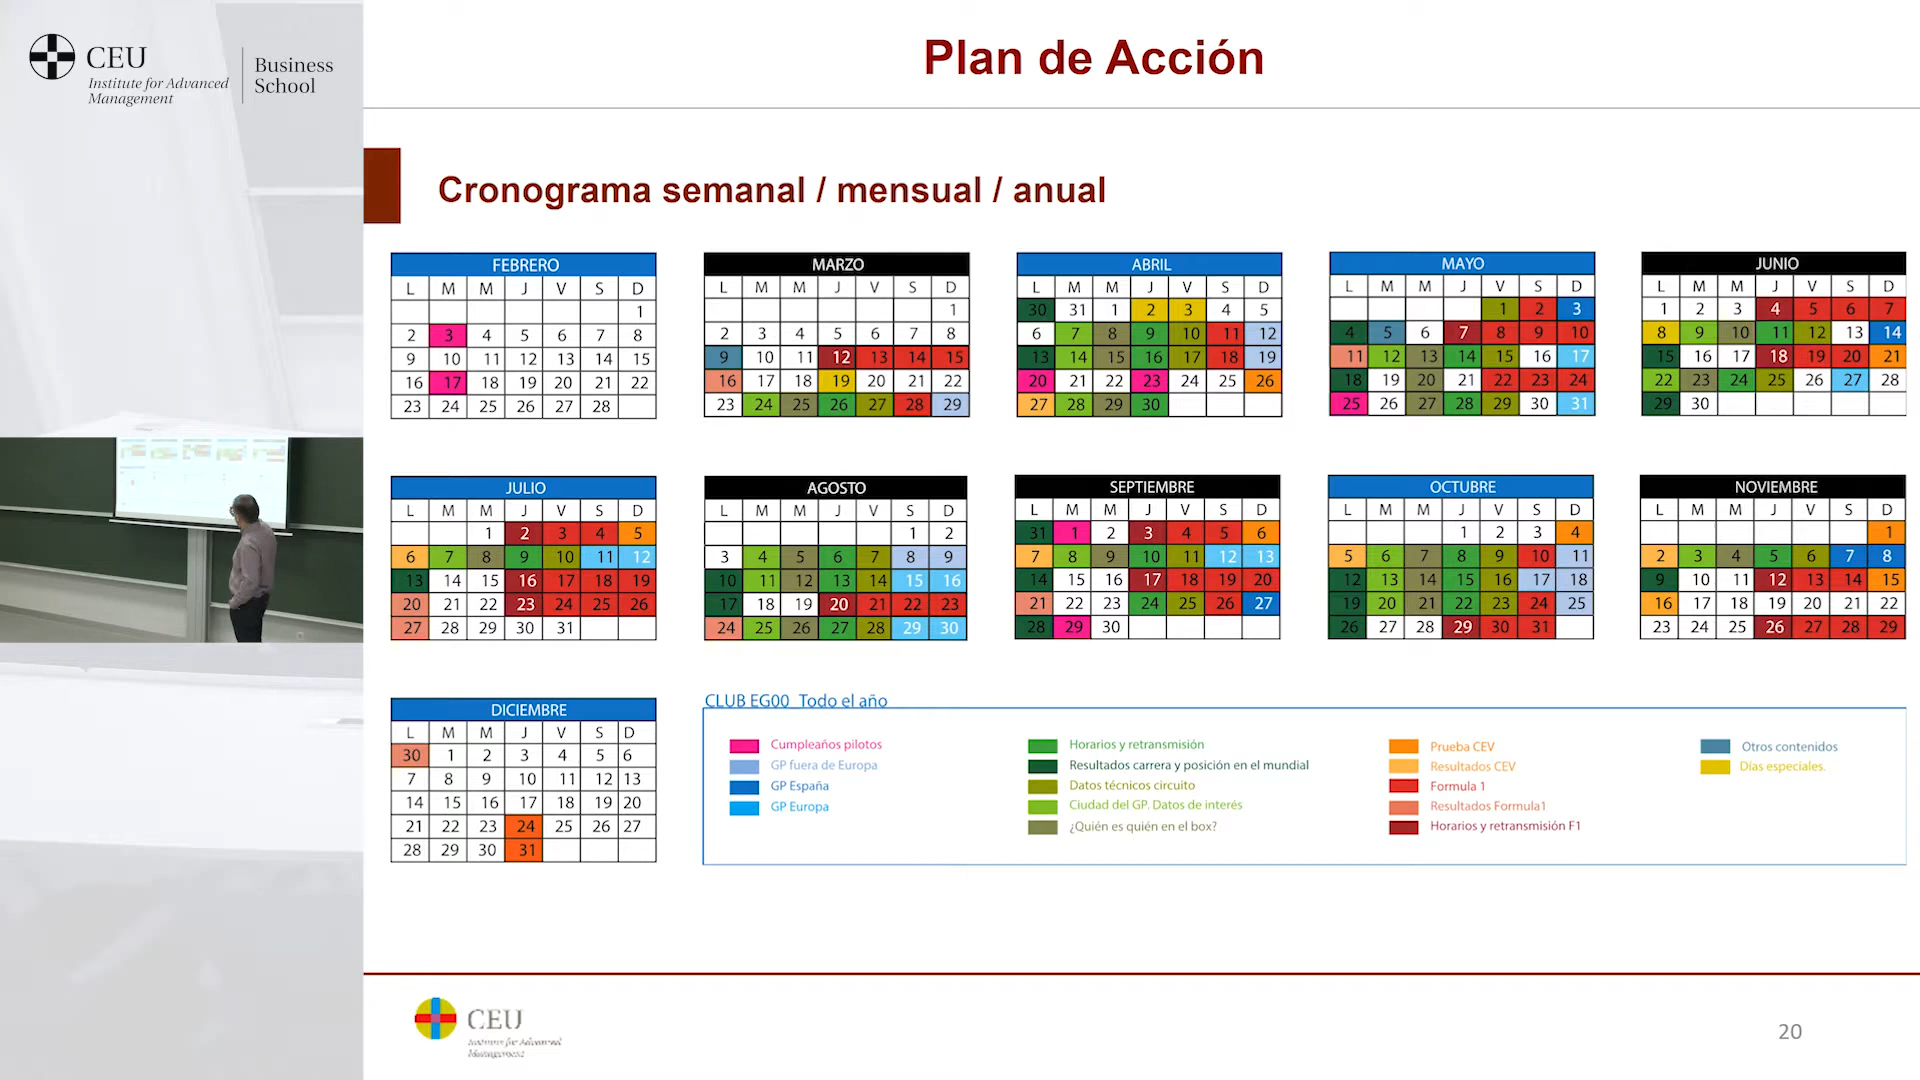 CEU
Institute for Advanced
Management
Business
School
Plan de Acción
Cronograma semanal / mensual / anual
FEBRERO
L M M J V S D
1
2 3 4 5 6 7 8
9 10 11 12 13 14 15
16 17 18 19 20 21 22
23 24 25 26 27 28
MARZO
L M M J V S D
1
2 3 4 5 6 7 8
9 10 11 12 13 14 15
16 17 18 19 20 21 22
23 24 25 26 27 28 29
ABRIL
L M M J V S D
30 31 1 2 3 4 5
6 7 8 9 10 11 12
13 14 15 16 17 18 19
20 21 22 23 24 25 26
27 28 29 30
MAYO
L M M J V S D
1 2 3
4 5 6 7 8 9 10
11 12 13 14 15 16 17
18 19 20 21 22 23 24
25 26 27 28 29 30 31
JUNIO
L M M J V S D
1 2 3 4 5 6 7
8 9 10 11 12 13 14
15 16 17 18 19 20 21
22 23 24 25 26 27 28
29 30
JULIO
L M M J V S D
1 2 3 4 5
6 7 8 9 10 11 12
13 14 15 16 17 18 19
20 21 22 23 24 25 26
27 28 29 30 31
AGOSTO
L M M J V S D
1 2
3 4 5 6 7 8 9
10 11 12 13 14 15 16
17 18 19 20 21 22 23
24 25 26 27 28 29 30
SEPTIEMBRE
L M M J V S D
31 1 2 3 4 5 6
7 8 9 10 11 12 13
14 15 16 17 18 19 20
21 22 23 24 25 26 27
28 29 30
OCTUBRE
L M M J V S D
1 2 3 4
5 6 7 8 9 10 11
12 13 14 15 16 17 18
19 20 21 22 23 24 25
26 27 28 29 30 31
NOVIEMBRE
L M M J V S D
1
2 3 4 5 6 7 8
9 10 11 12 13 14 15
16 17 18 19 20 21 22
23 24 25 26 27 28 29
DICIEMBRE
L M M J V S D
30 1 2 3 4 5 6
7 8 9 10 11 12 13
14 15 16 17 18 19 20
21 22 23 24 25 26 27
28 29 30 31
CLUB EG00 Todo el año
Cumpleaños pilotos
GP fuera de Europa
GP España
GP Europa
Horarios y retransmisión
Resultados carrera y posición en el mundial
Datos técnicos circuito
Ciudad del GP. Datos de interés
¿Quién es quién en el box?
Prueba CEV
Resultados CEV
Formula 1
Resultados Formula1
Horarios y retransmisión F1
Otros contenidos
Días especiales.
CEU
Institute for Advanced
Management
20